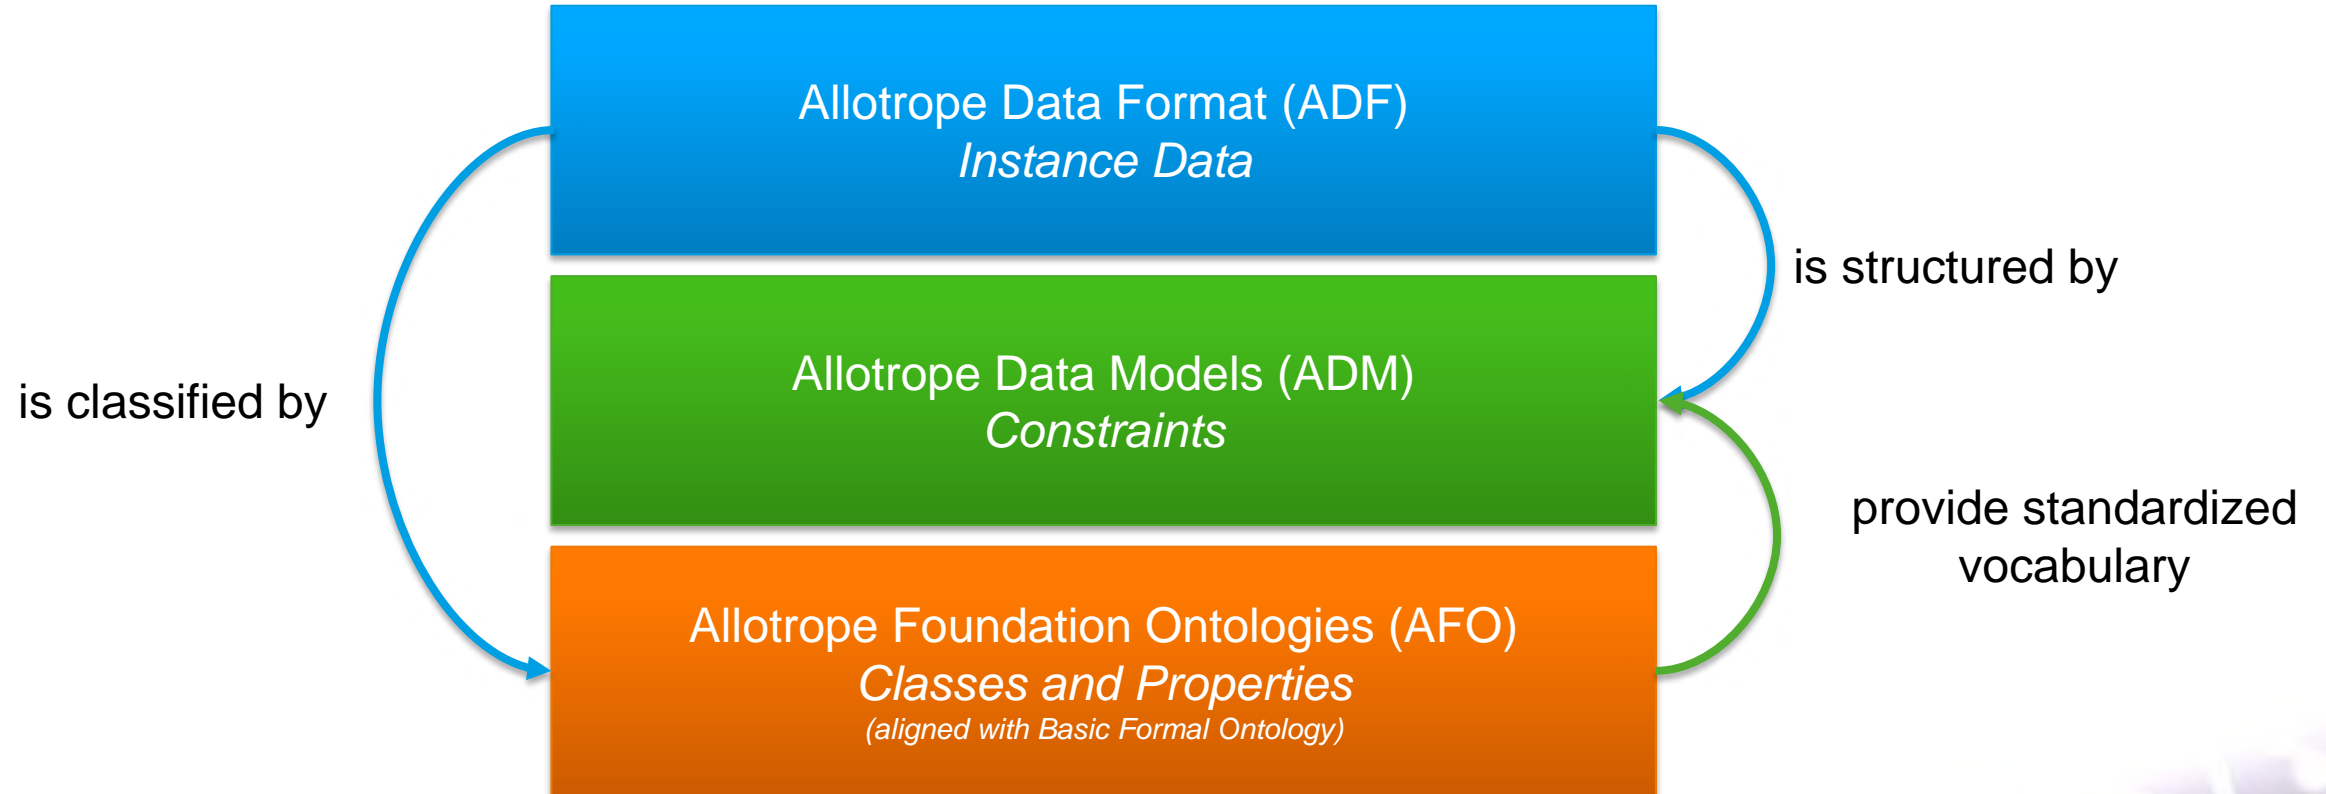 Allotrope Data Format (ADF)
Instance Data
is structured by
Allotrope Data Models (ADM)
Constraints
is classified by
provide standardized
vocabulary
Allotrope Foundation Ontologies (AFO)
Classes and Properties
(aligned with Basic Formal Ontology)